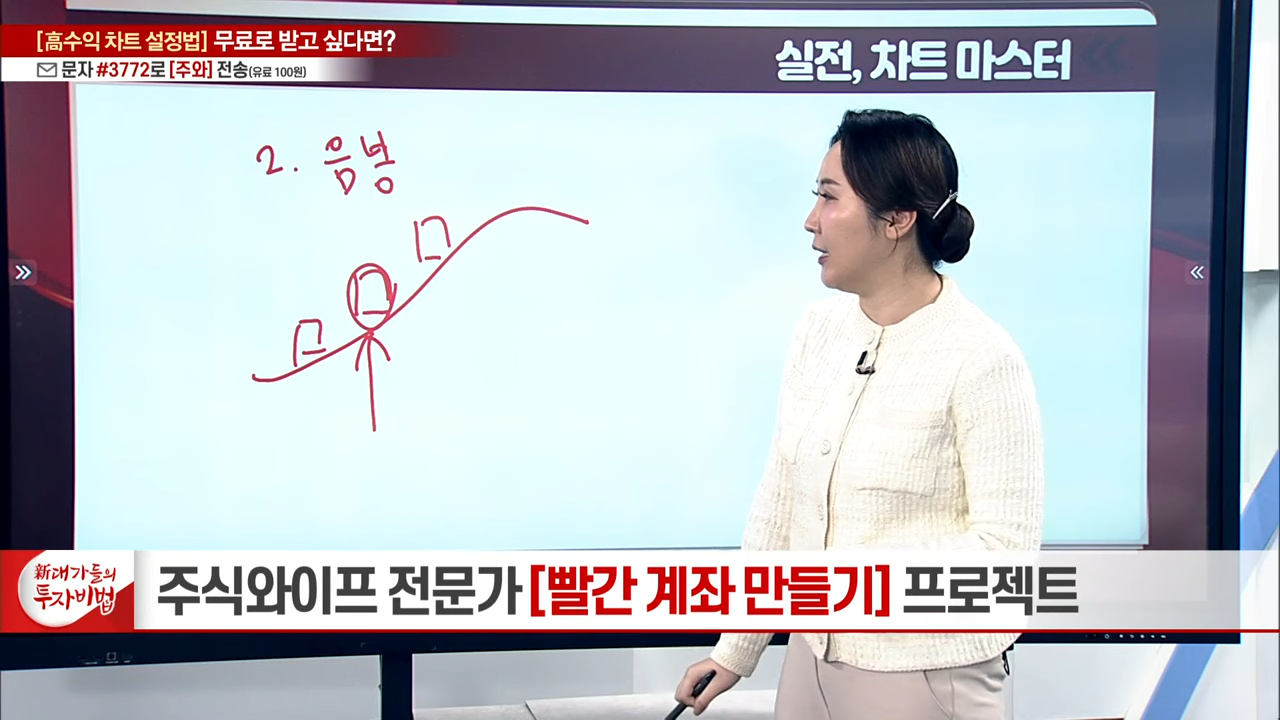 [高수익 차트 설정법] 무료로 받고 싶다면?
문자 #3772로 [주와] 전송(유료 100원)
실전, 차트 마스터
2. 음봉
新대가들의
투자비법
주식와이프 전문가 [빨간 계좌 만들기] 프로젝트